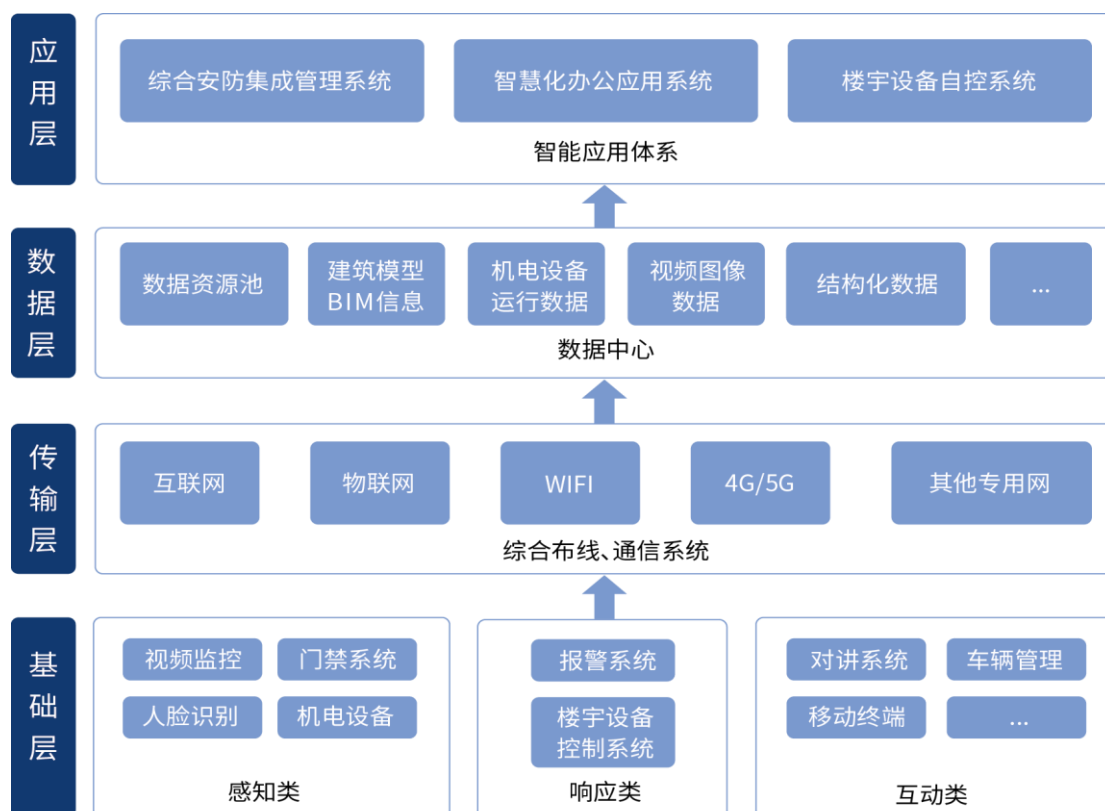 应用层
综合安防集成管理系统
智慧化办公应用系统
楼宇设备自控系统
智能应用体系
数据层
数据资源池
建筑模型
BIM信息
机电设备
运行数据
视频图像
数据
结构化数据
...
数据中心
传输层
互联网
物联网
WIFI
4G/5G
其他专用网
综合布线、通信系统
基础层
视频监控
门禁系统
人脸识别
机电设备
感知类
报警系统
楼宇设备
控制系统
响应类
对讲系统
车辆管理
移动终端
...
互动类